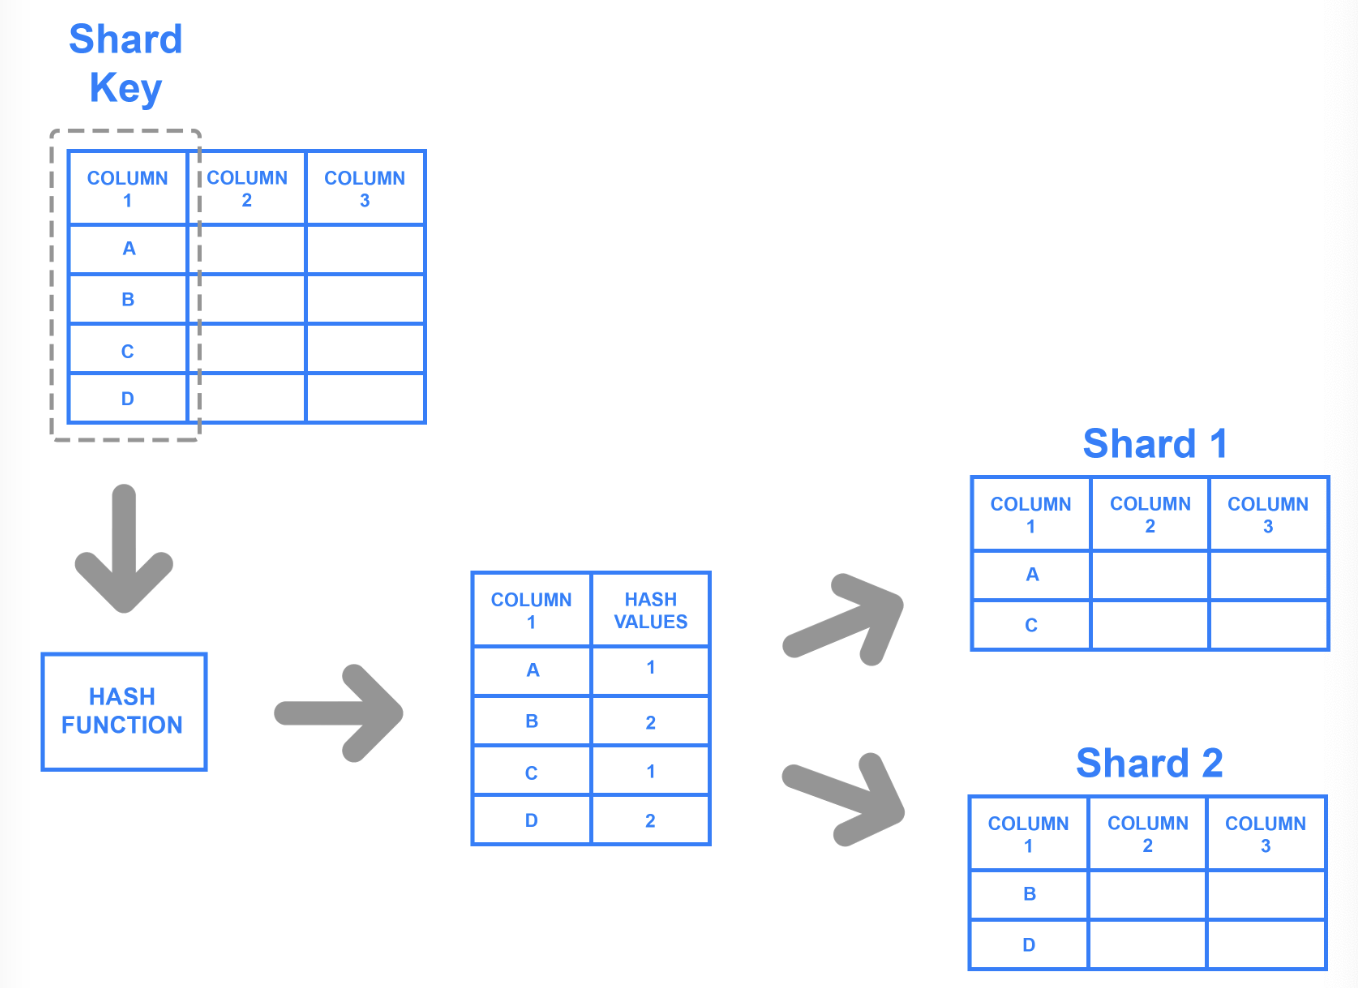 Shard
Key
COLUMN
1
COLUMN
2
COLUMN
3
A
B
C
D
HASH
FUNCTION
COLUMN
1
HASH
VALUES
A
1
B
2
C
1
D
2
Shard 1
COLUMN
1
COLUMN
2
COLUMN
3
A
C
Shard 2
COLUMN
1
COLUMN
2
COLUMN
3
B
D